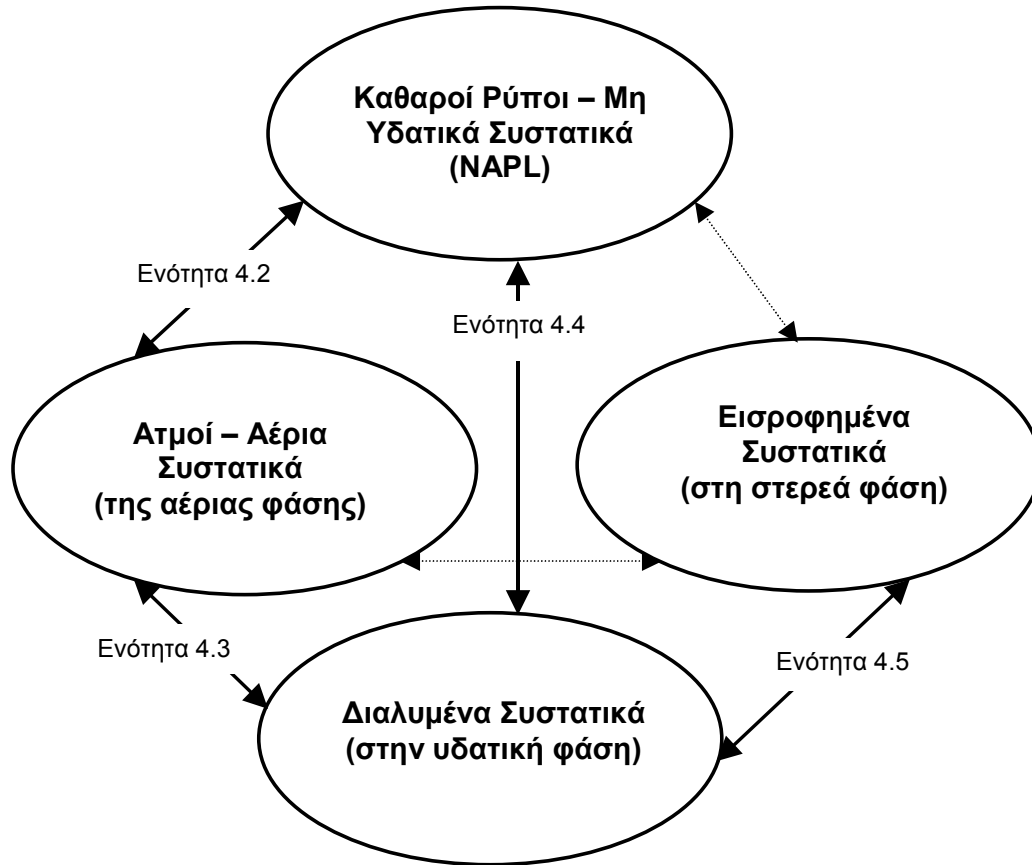 Καθαροί Ρύποι – Μη
Υδατικά Συστατικά
(NAPL)
Ενότητα 4.2
Ενότητα 4.4
Ατμοί – Αέρια
Συστατικά
(της αέριας φάσης)
Εισροφημένα
Συστατικά
(στη στερεά φάση)
Ενότητα 4.3
Ενότητα 4.5
Διαλυμένα Συστατικά
(στην υδατική φάση)